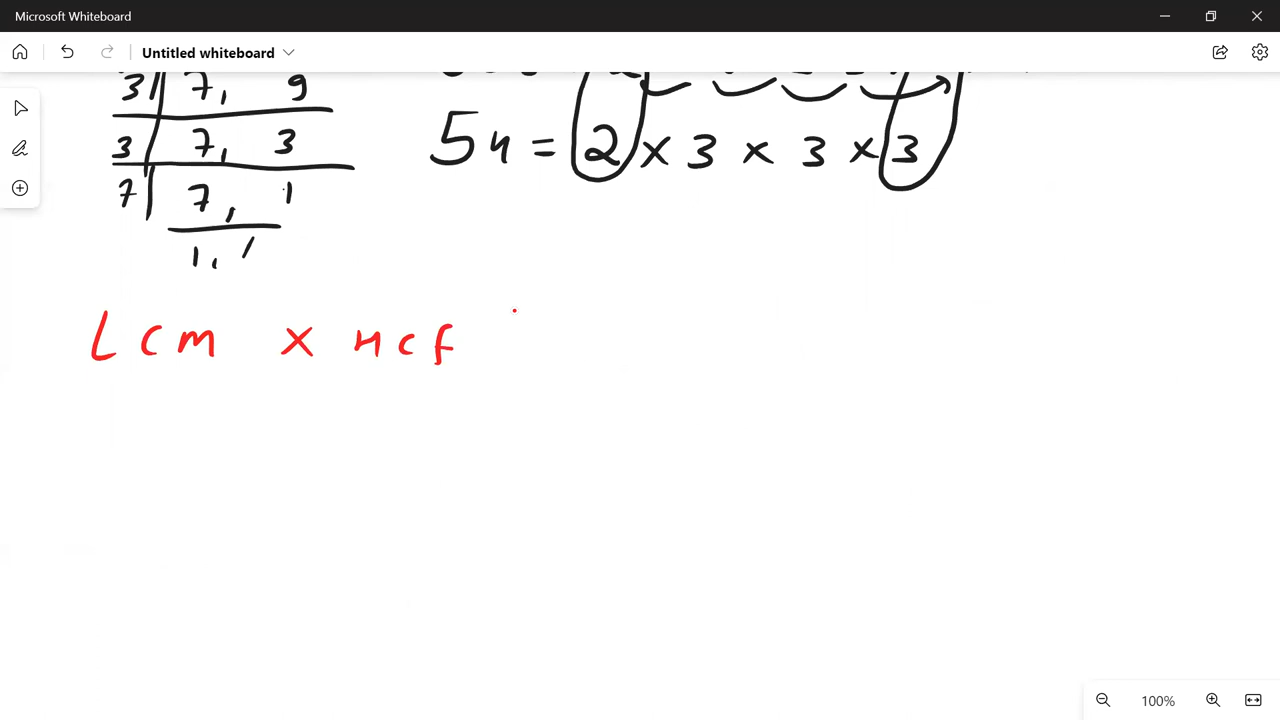 Microsoft Whiteboard
Untitled whiteboard
3 | 7, 9
3 | 7, 3
7 | 7, 1
1, 1
54 = 2 × 3 × 3 × 3
Lcm × Hcf
100%